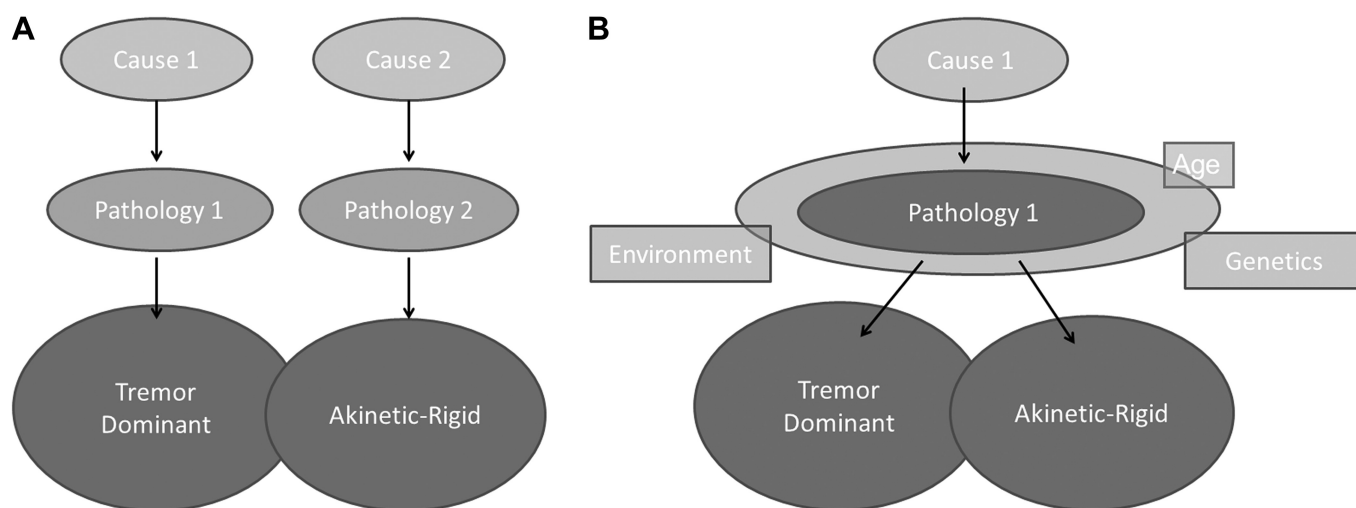 A
Cause 1
Cause 2
Pathology 1
Pathology 2
Tremor
Dominant
Akinetic-Rigid
B
Cause 1
Age
Pathology 1
Environment
Genetics
Tremor
Dominant
Akinetic-Rigid